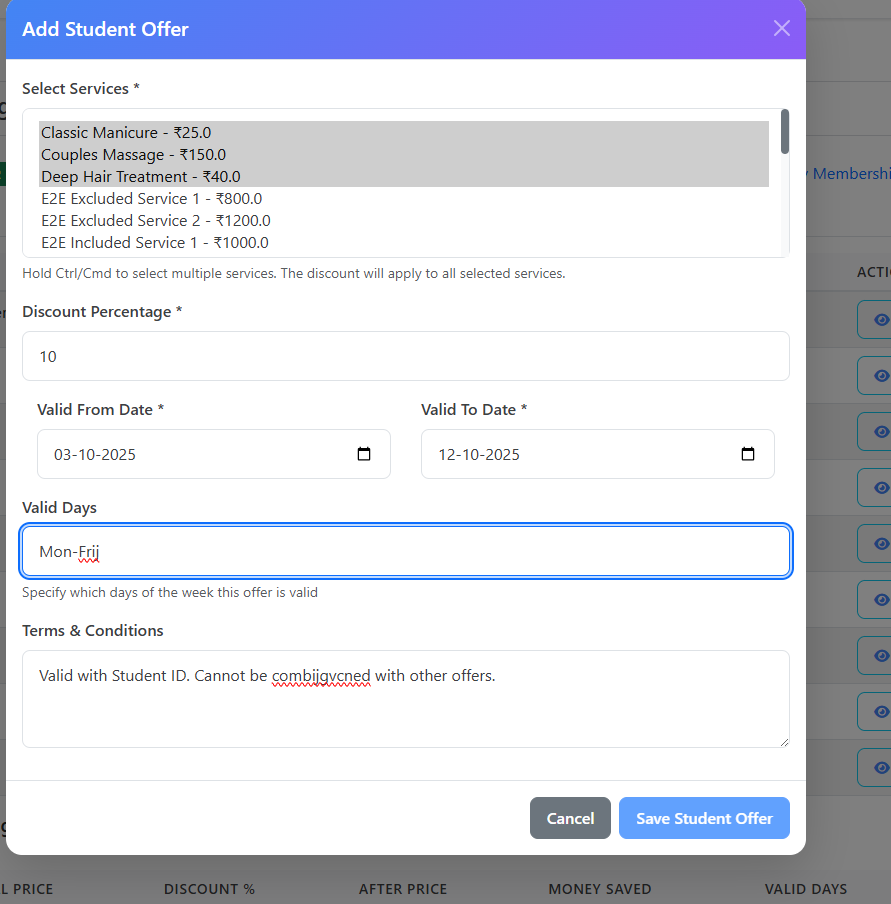 Add Student Offer
Select Services *
Classic Manicure - ₹25.0
Couples Massage - ₹150.0
Deep Hair Treatment - ₹40.0
E2E Excluded Service 1 - ₹800.0
E2E Excluded Service 2 - ₹1200.0
E2E Included Service 1 - ₹1000.0
Hold Ctrl/Cmd to select multiple services. The discount will apply to all selected services.
Discount Percentage *
10
Valid From Date * Valid To Date *
03-10-2025 12-10-2025
Valid Days
Mon-Frij
Specify which days of the week this offer is valid
Terms & Conditions
Valid with Student ID. Cannot be combijgvcned with other offers.
Cancel Save Student Offer
PRICE DISCOUNT % AFTER PRICE MONEY SAVED VALID DAYS